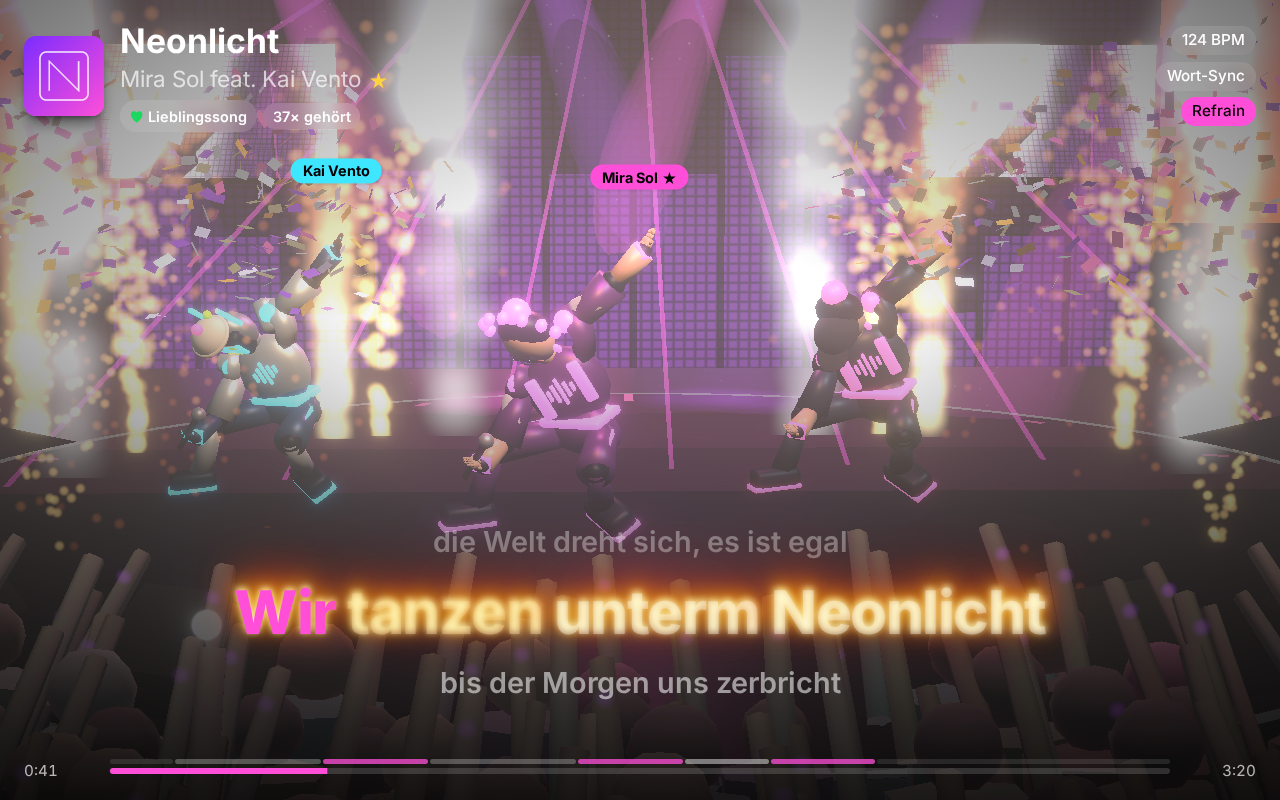 Neonlicht
Mira Sol feat. Kai Vento
Lieblingssong
37× gehört
124 BPM
Wort-Sync
Refrain
N
Kai Vento
Mira Sol ★
die Welt dreht sich, es ist egal
Wir tanzen unterm Neonlicht
bis der Morgen uns zerbricht
0:41
3:20